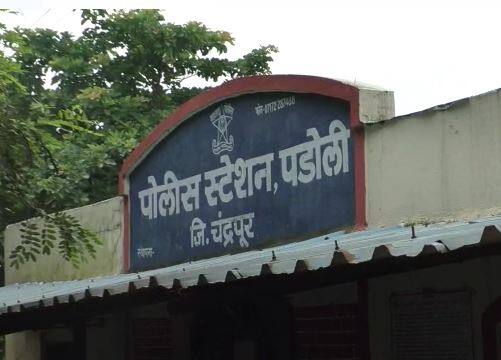 पोलीस स्टेशन, पडोली
जि. चंद्रपूर